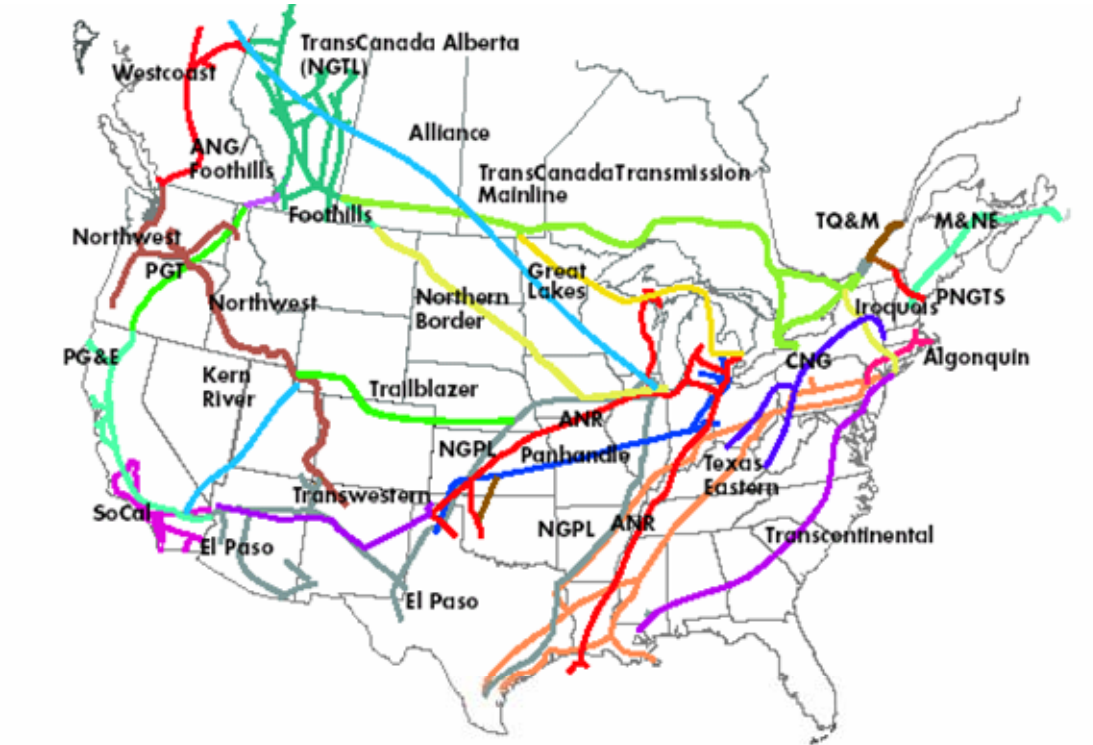 TransCanada Alberta
(NGTL)
Westcoast
Alliance
ANG/
Foothills
TransCanadaTransmission
Mainline
Foothills
TQ&M
M&NE
Northwest
PGT
Great
Lakes
Northwest
Northern
Border
PNGTS
Iroquois
PG&E
Kern
River
CNG
Algonquin
Trailblazer
ANR
NGPL
Panhandle
Texas
Eastern
Transwestern
SoCal
NGPL
ANR
Transcontinental
El Paso
El Paso